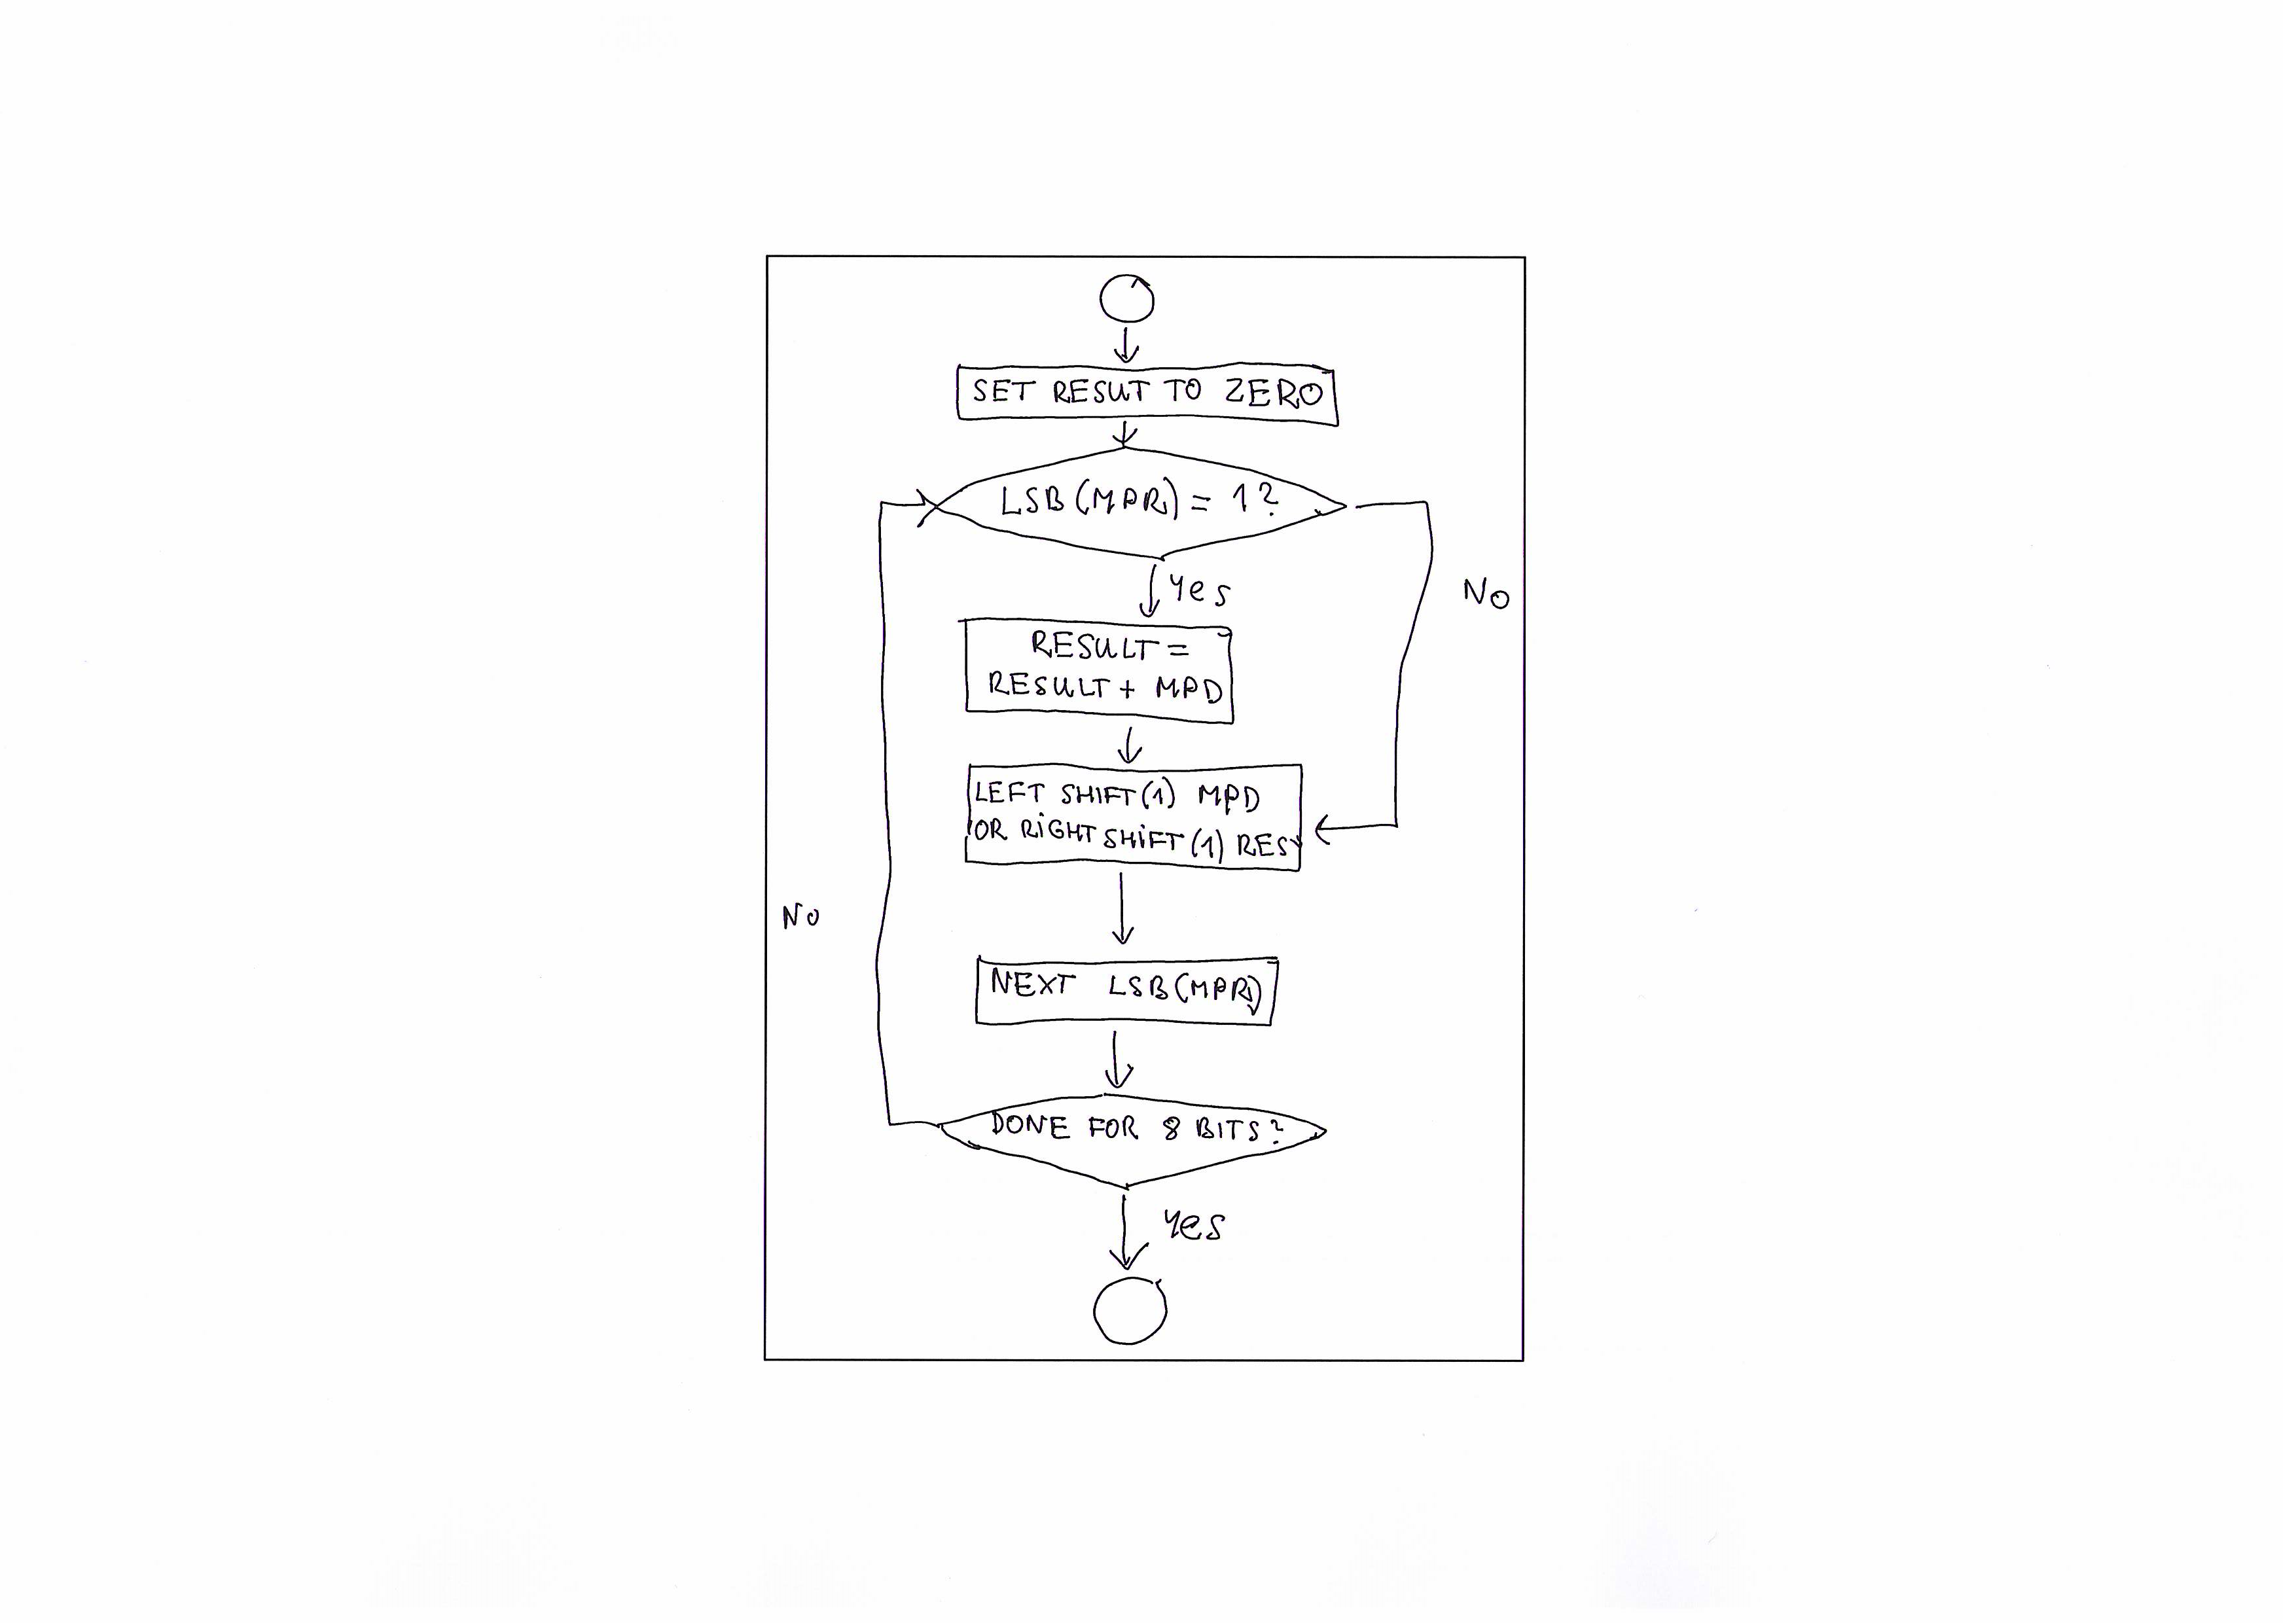 SET RESUT TO ZERO
LSB(MPR) = 1?
Yes
No
RESULT =
RESULT + MPD
LEFT SHIFT(1) MPD
OR RIGHT SHIFT(1) RES
No
NEXT LSB(MPR)
DONE FOR 8 BITS?
Yes